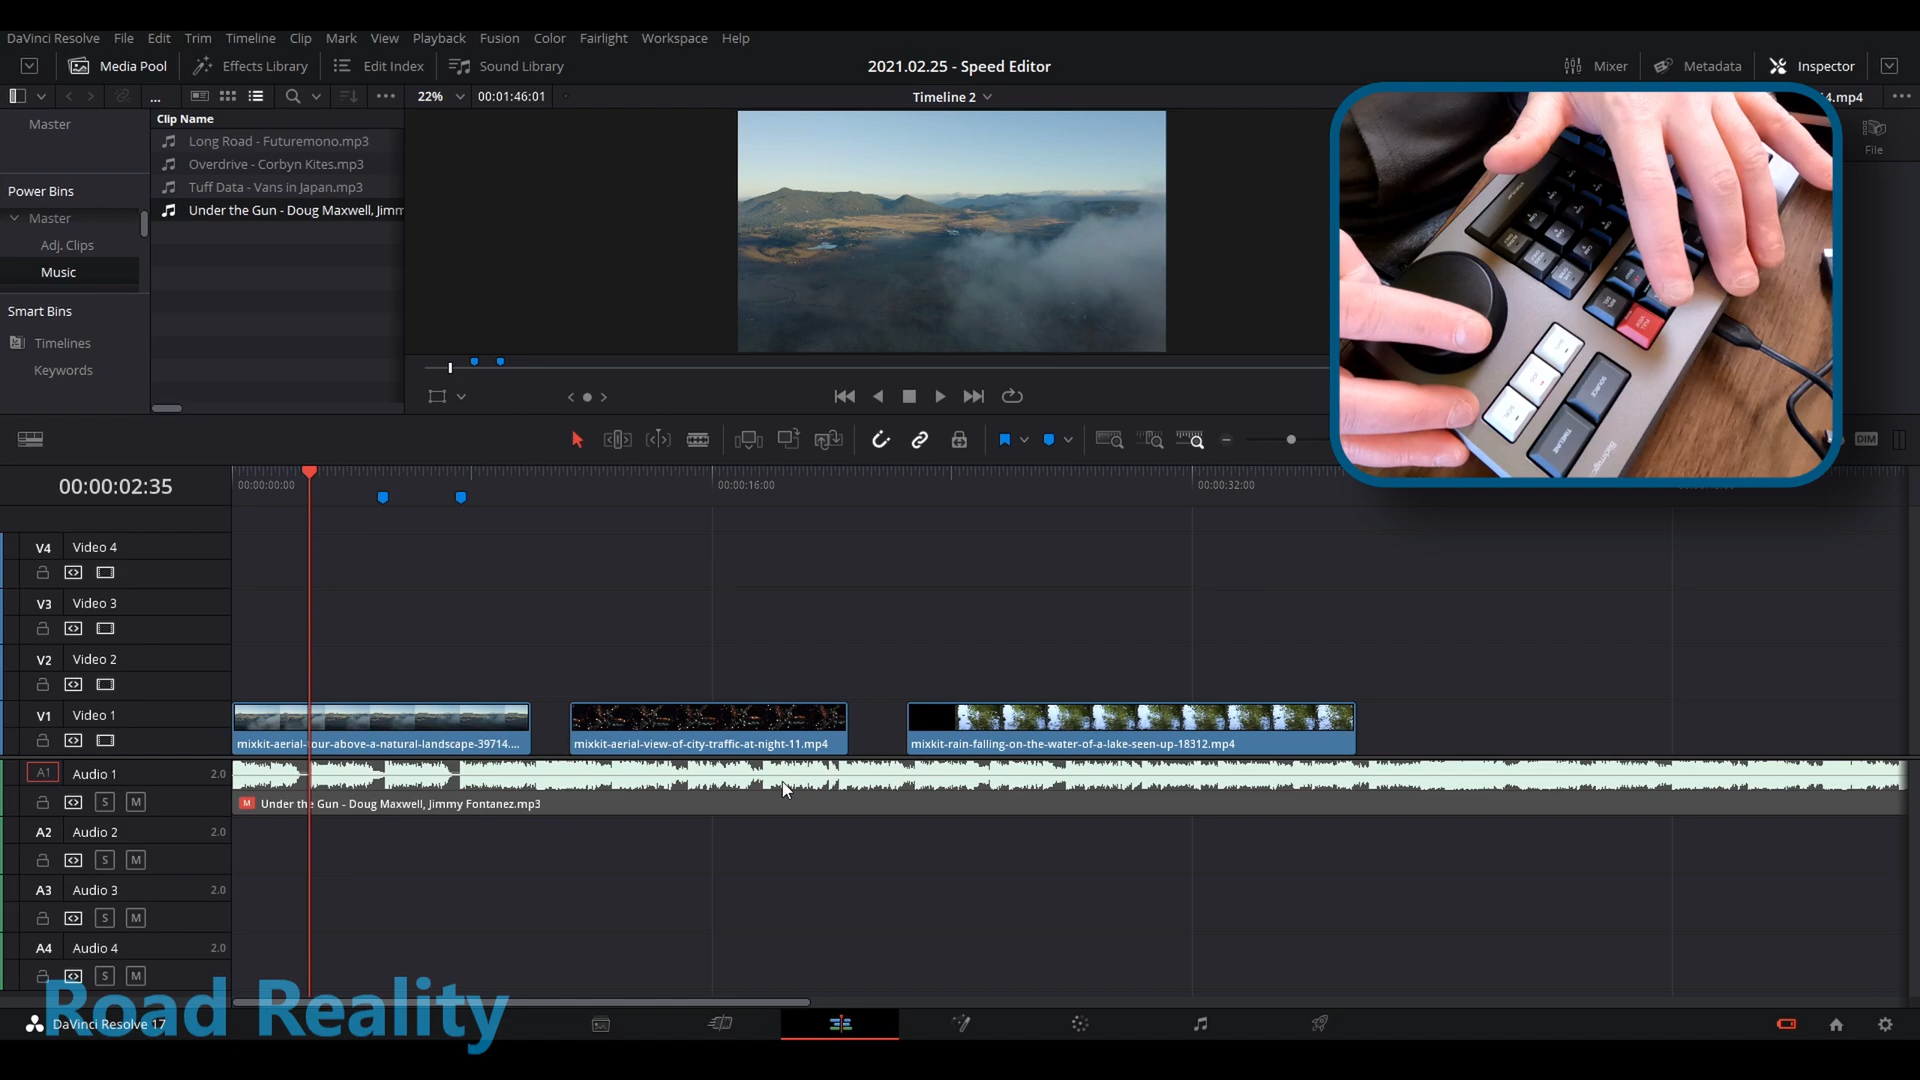 DaVinci Resolve File Edit Trim Timeline Clip Mark View Playback Fusion Color Fairlight Workspace Help
Media Pool Effects Library Edit Index Sound Library 2021.02.25 - Speed Editor Mixer Metadata Inspector
... 22% 00:01:46:01 Timeline 2 4.mp4
Master
Clip Name
Long Road - Futuremono.mp3
Overdrive - Corbyn Kites.mp3
Tuff Data - Vans in Japan.mp3
Under the Gun - Doug Maxwell, Jimm
Power Bins
Master
Adj. Clips
Music
Smart Bins
Timelines
Keywords
File
SOURCE
TIMELINE
DIM
00:00:02:35
00:00:00:00 00:00:16:00 00:00:32:00
V4 Video 4
V3 Video 3
V2 Video 2
V1 Video 1
mixkit-aerial-tour-above-a-natural-landscape-39714.... mixkit-aerial-view-of-city-traffic-at-night-11.mp4 mixkit-rain-falling-on-the-water-of-a-lake-seen-up-18312.mp4
A1 Audio 1 2.0
S M
M Under the Gun - Doug Maxwell, Jimmy Fontanez.mp3
A2 Audio 2 2.0
S M
A3 Audio 3 2.0
S M
A4 Audio 4 2.0
S M
Road Reality
DaVinci Resolve 17